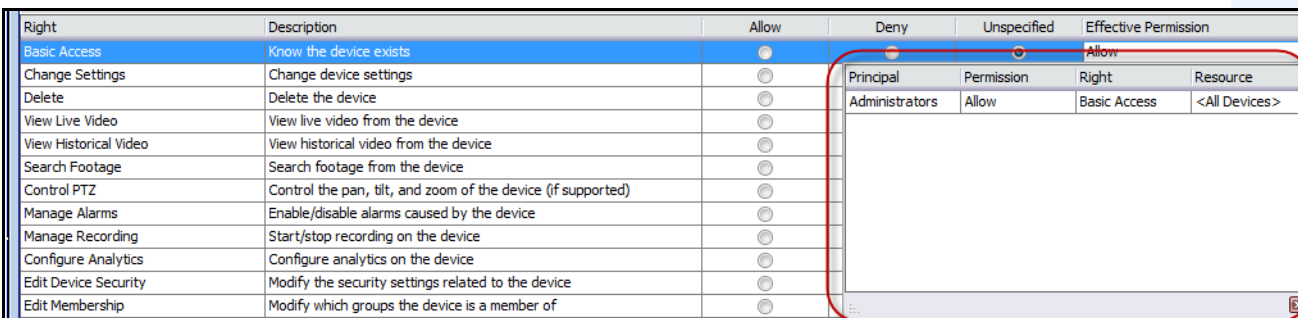 Right Description Allow Deny Unspecified Effective Permission
Basic Access Know the device exists Allow
Change Settings Change device settings
Principal Permission Right Resource
Delete Delete the device
Administrators Allow Basic Access <All Devices>
View Live Video View live video from the device
View Historical Video View historical video from the device
Search Footage Search footage from the device
Control PTZ Control the pan, tilt, and zoom of the device (if supported)
Manage Alarms Enable/disable alarms caused by the device
Manage Recording Start/stop recording on the device
Configure Analytics Configure analytics on the device
Edit Device Security Modify the security settings related to the device
Edit Membership Modify which groups the device is a member of